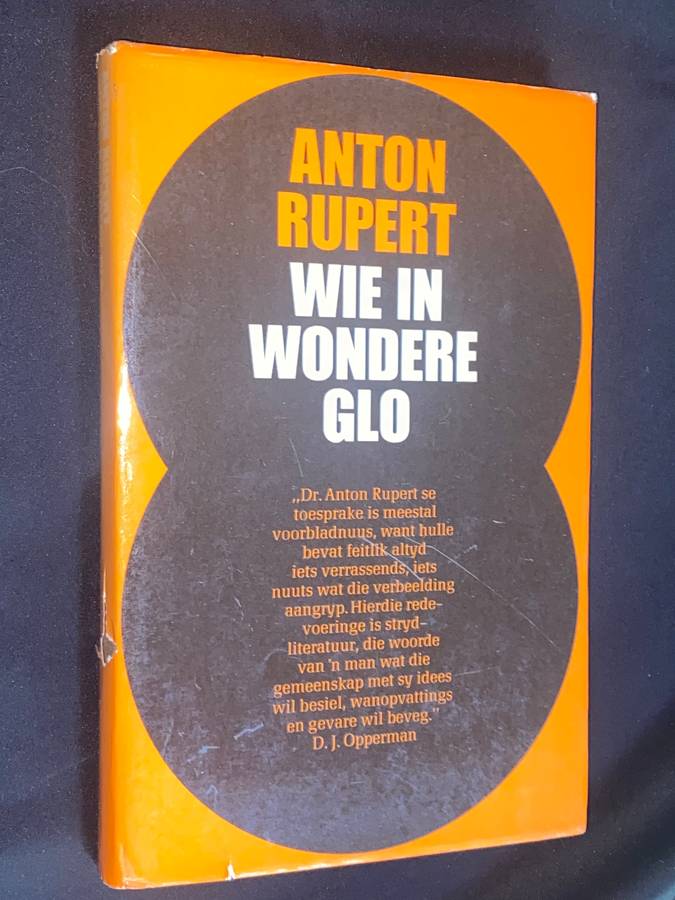 ANTON
RUPERT
WIE IN
WONDERE
GLO
„Dr. Anton Rupert se
toesprake is meestal
voorbladnuus, want hulle
bevat feitlik altyd
iets verrassends, iets
nuuts wat die verbeelding
aangryp. Hierdie rede-
voeringe is stryd-
literatuur, die woorde
van 'n man wat die
gemeenskap met sy idees
wil besiel, wanopvattings
en gevare wil beveg."
D. J. Opperman